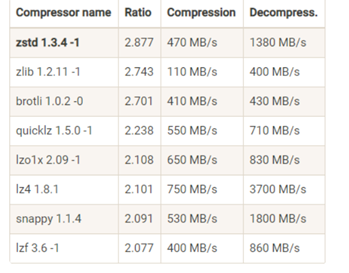 Compressor name Ratio Compression Decompress.
zstd 1.3.4 -1 2.877 470 MB/s 1380 MB/s
zlib 1.2.11 -1 2.743 110 MB/s 400 MB/s
brotli 1.0.2 -0 2.701 410 MB/s 430 MB/s
quicklz 1.5.0 -1 2.238 550 MB/s 710 MB/s
lzo1x 2.09 -1 2.108 650 MB/s 830 MB/s
lz4 1.8.1 2.101 750 MB/s 3700 MB/s
snappy 1.1.4 2.091 530 MB/s 1800 MB/s
lzf 3.6 -1 2.077 400 MB/s 860 MB/s